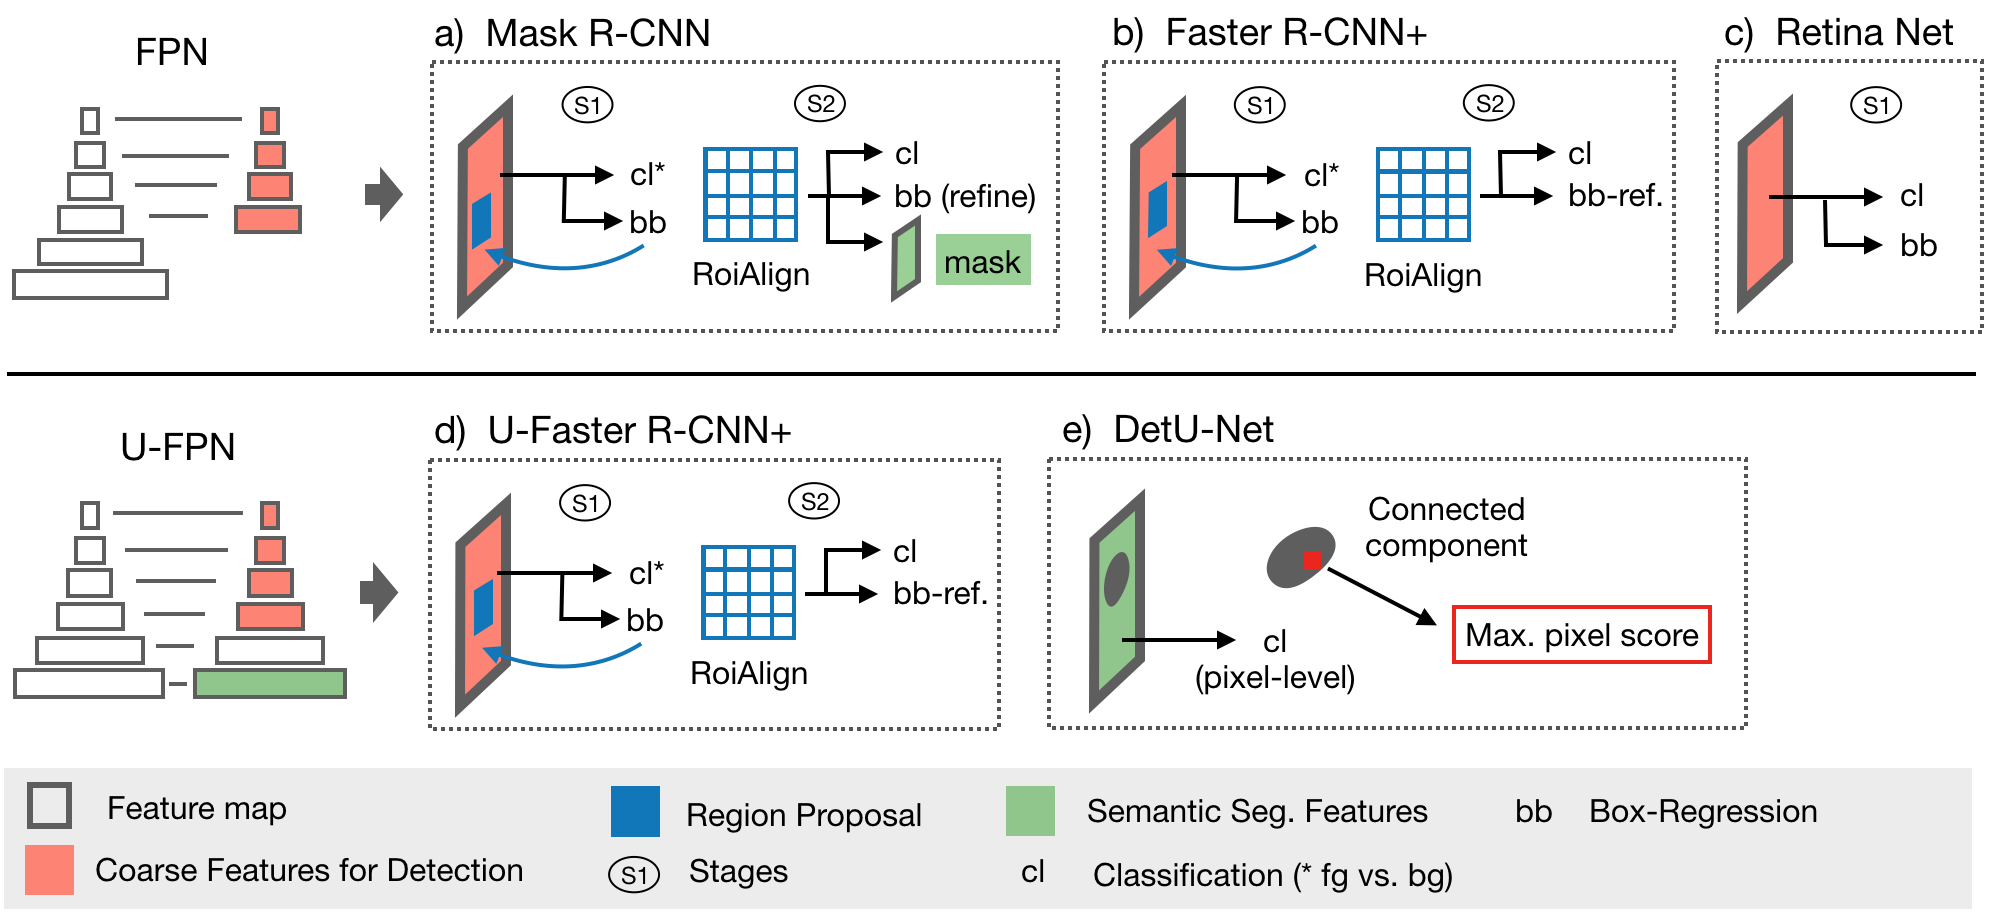 FPN
a) Mask R-CNN
S1
S2
cl*
bb
RoiAlign
cl
bb (refine)
mask
b) Faster R-CNN+
S1
S2
cl*
bb
RoiAlign
cl
bb-ref.
c) Retina Net
S1
cl
bb
U-FPN
d) U-Faster R-CNN+
S1
S2
cl*
bb
RoiAlign
cl
bb-ref.
e) DetU-Net
cl
(pixel-level)
Connected
component
Max. pixel score
Feature map
Region Proposal
Semantic Seg. Features
bb Box-Regression
Coarse Features for Detection
S1 Stages
cl Classification (* fg vs. bg)